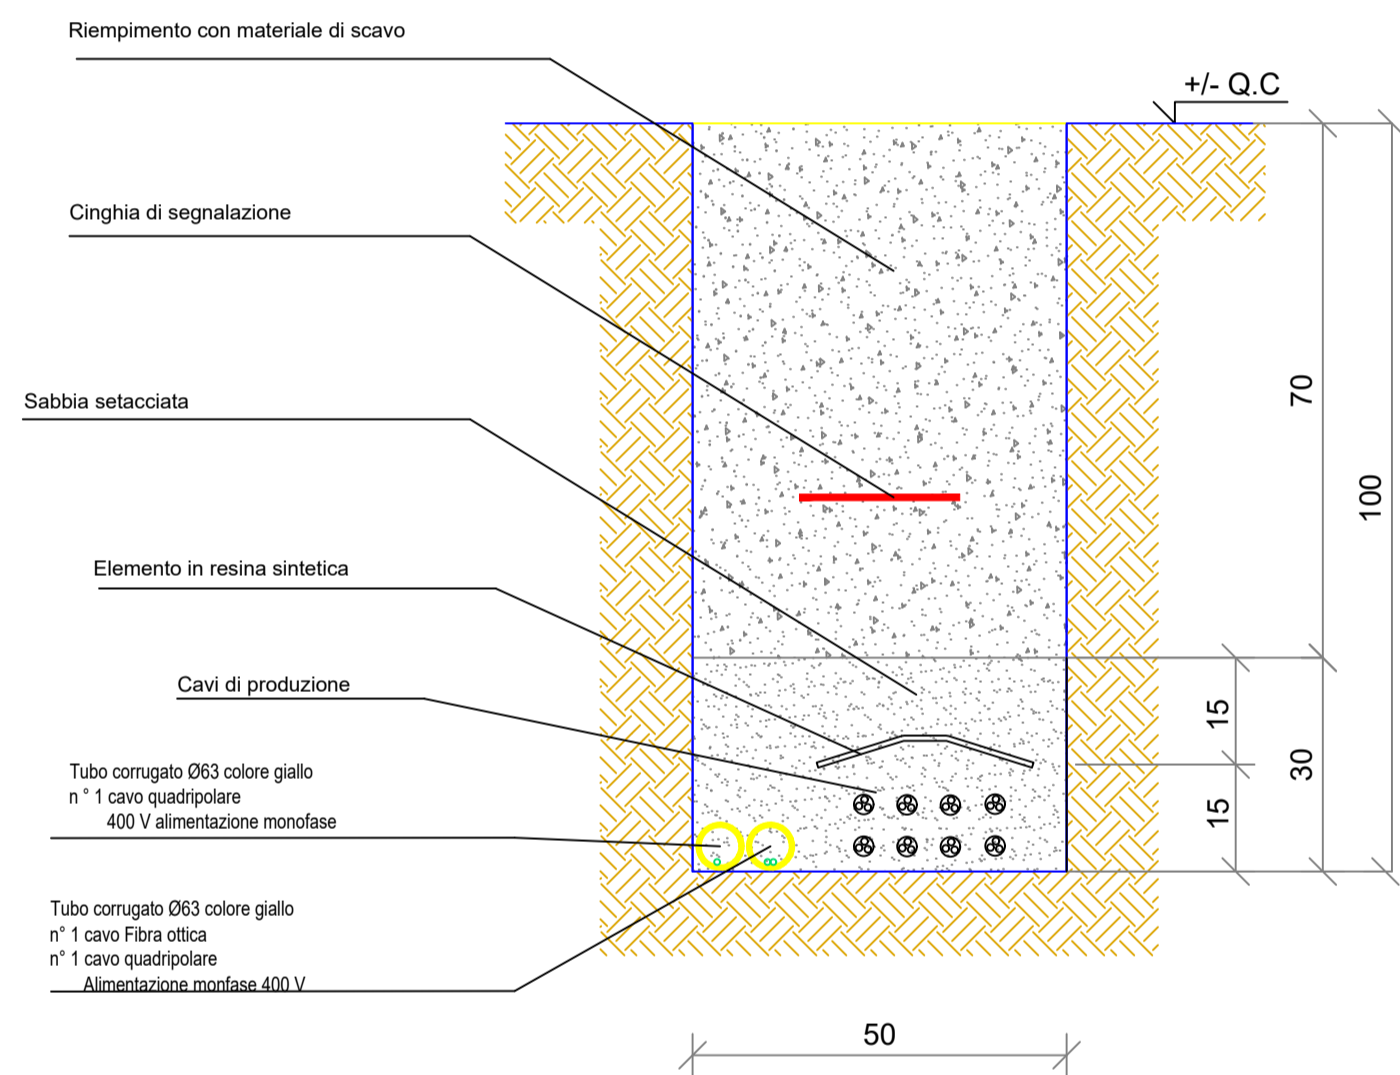 Riempimento con materiale di scavo
+/- Q.C
Cinghia di segnalazione
Sabbia setacciata
70
100
Elemento in resina sintetica
Cavi di produzione
15
30
15
Tubo corrugato Ø63 colore giallo
n ° 1 cavo quadripolare
400 V alimentazione monofase
Tubo corrugato Ø63 colore giallo
n° 1 cavo Fibra ottica
n° 1 cavo quadripolare
Alimentazione monfase 400 V
50